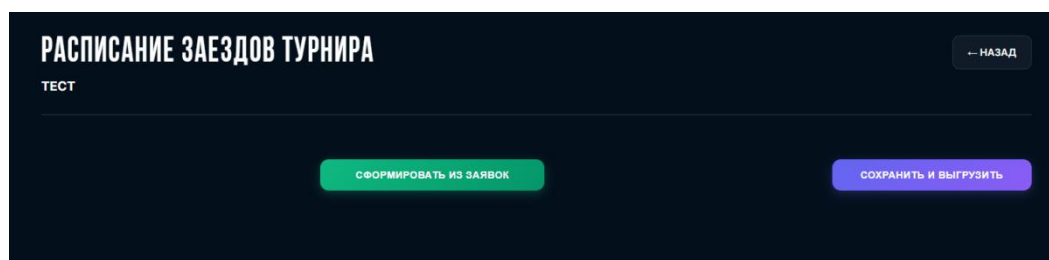 РАСПИСАНИЕ ЗАЕЗДОВ ТУРНИРА
← НАЗАД
ТЕСТ
СФОРМИРОВАТЬ ИЗ ЗАЯВОК
СОХРАНИТЬ И ВЫГРУЗИТЬ